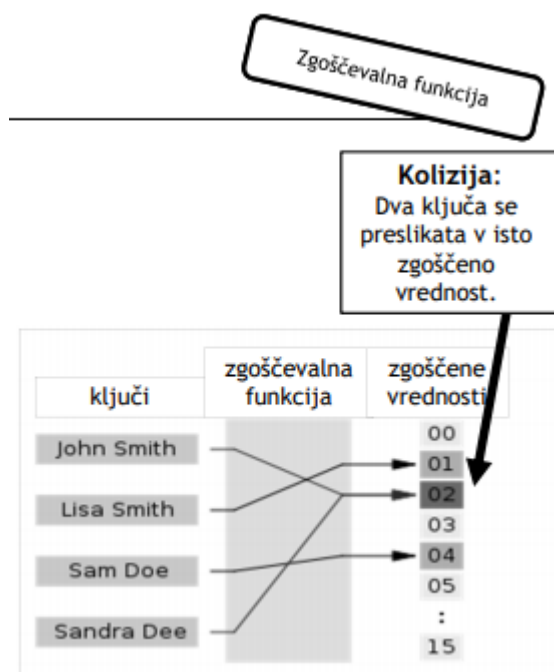 Zgoščevalna funkcija
Kolizija:
Dva ključa se
preslikata v isto
zgoščeno
vrednost.
ključi
zgoščevalna
funkcija
zgoščene
vrednosti
John Smith
Lisa Smith
Sam Doe
Sandra Dee
00
01
02
03
04
05
:
15